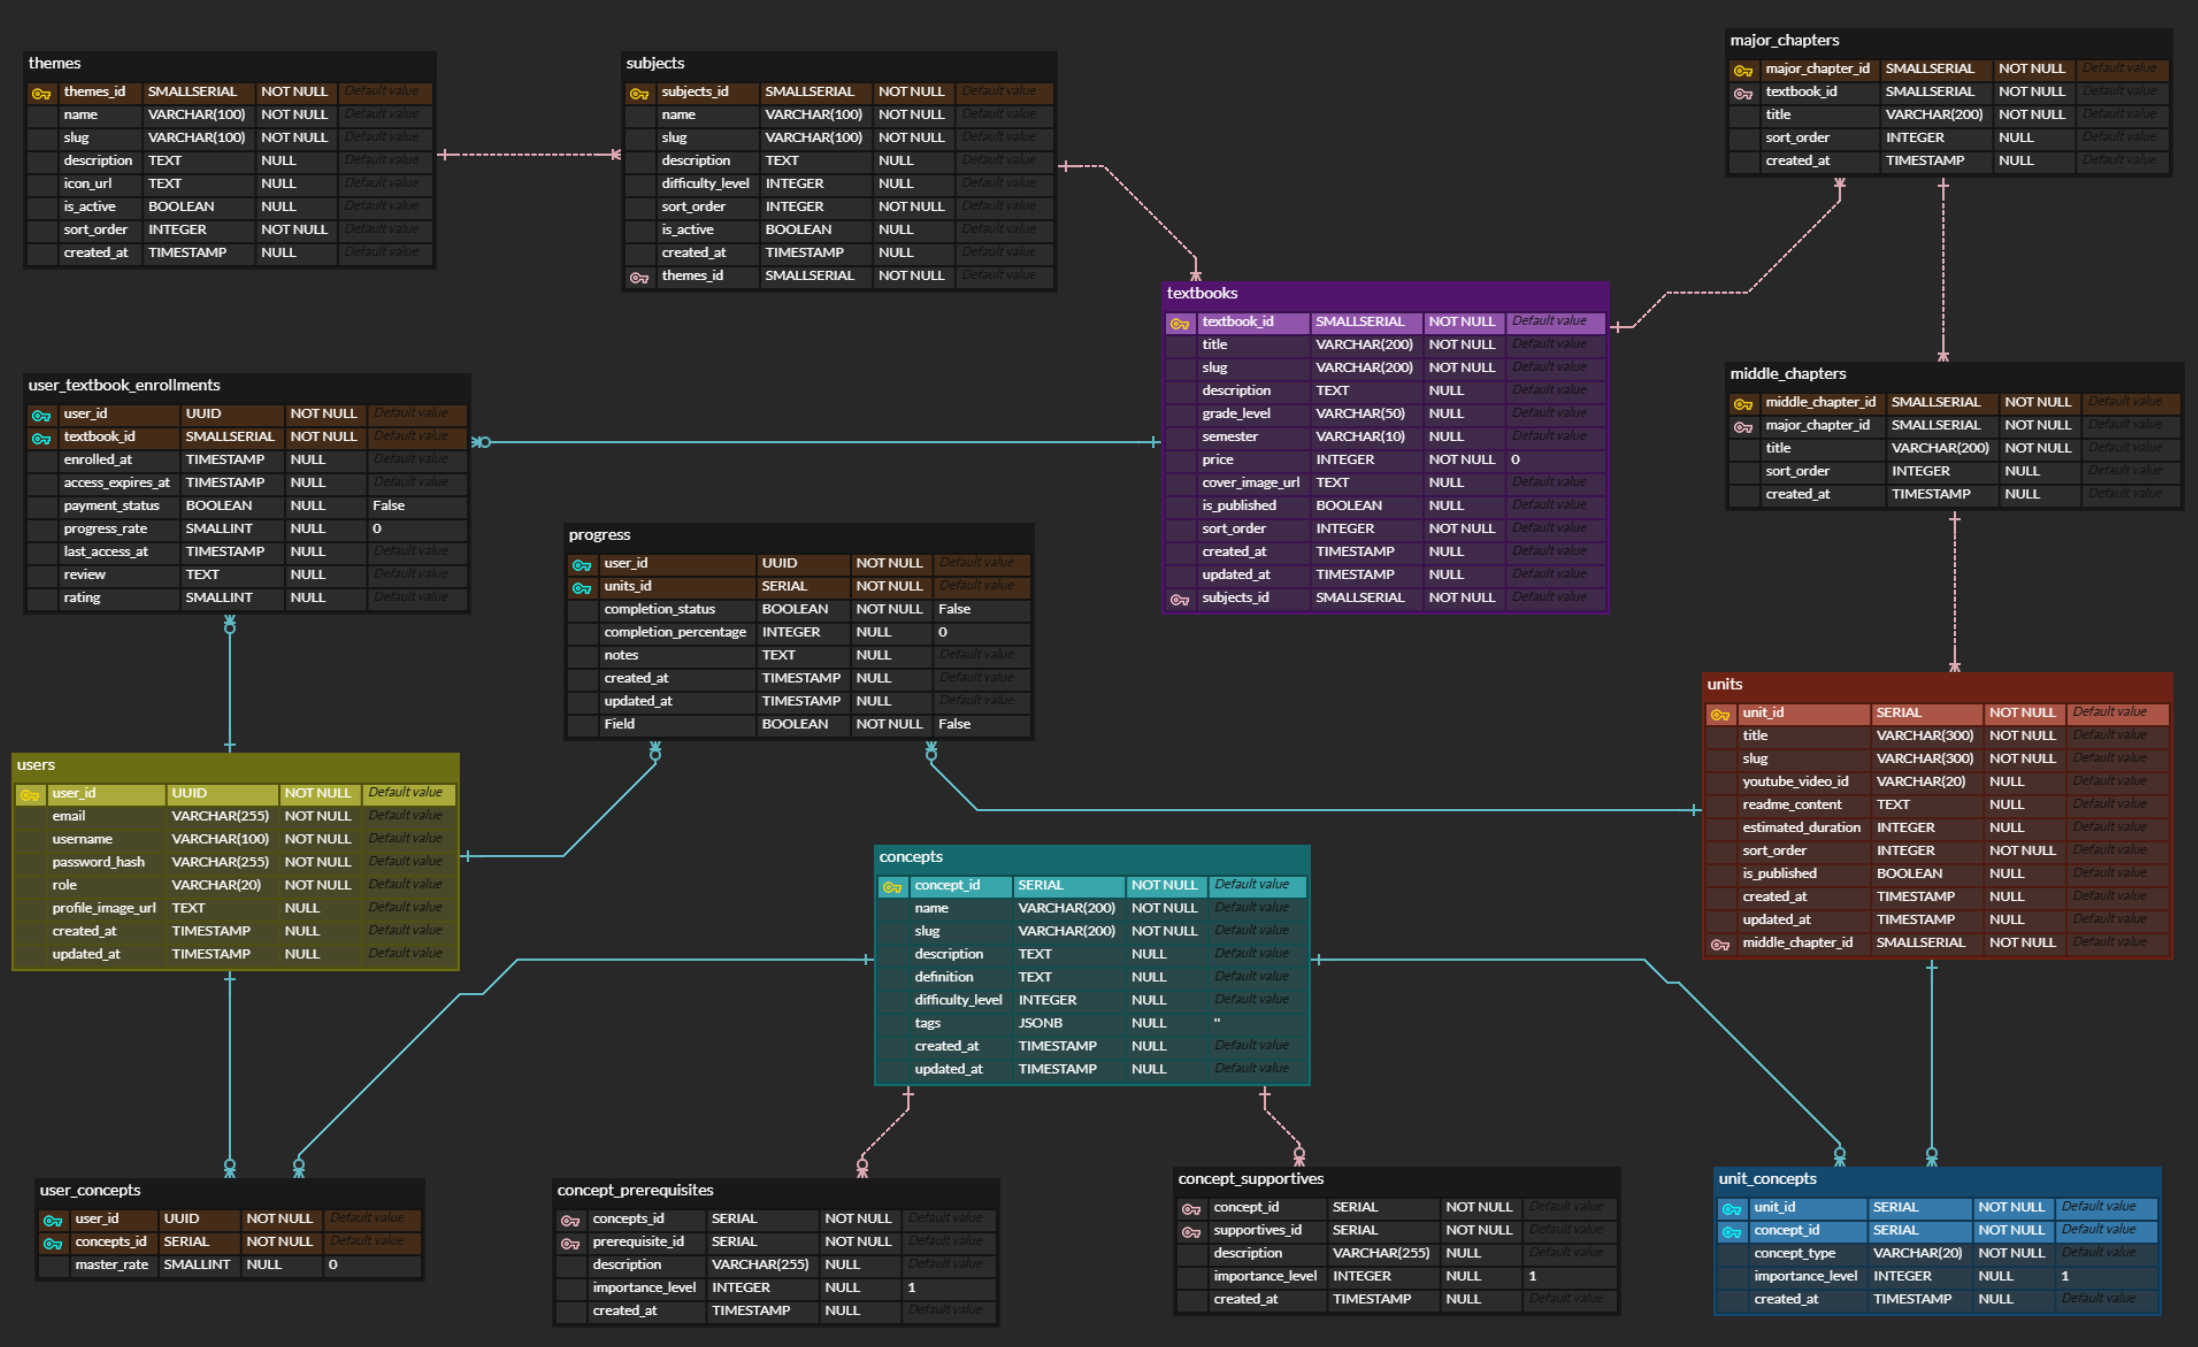 themes
themes_id SMALLSERIAL NOT NULL Default value
name VARCHAR(100) NOT NULL Default value
slug VARCHAR(100) NOT NULL Default value
description TEXT NULL Default value
icon_url TEXT NULL Default value
is_active BOOLEAN NULL Default value
sort_order INTEGER NOT NULL Default value
created_at TIMESTAMP NULL Default value
subjects
subjects_id SMALLSERIAL NOT NULL Default value
name VARCHAR(100) NOT NULL Default value
slug VARCHAR(100) NOT NULL Default value
description TEXT NULL Default value
difficulty_level INTEGER NULL Default value
sort_order INTEGER NOT NULL Default value
is_active BOOLEAN NULL Default value
created_at TIMESTAMP NULL Default value
themes_id SMALLSERIAL NOT NULL Default value
major_chapters
major_chapter_id SMALLSERIAL NOT NULL Default value
textbook_id SMALLSERIAL NOT NULL Default value
title VARCHAR(200) NOT NULL Default value
sort_order INTEGER NULL Default value
created_at TIMESTAMP NULL Default value
textbooks
textbook_id SMALLSERIAL NOT NULL Default value
title VARCHAR(200) NOT NULL Default value
slug VARCHAR(200) NOT NULL Default value
description TEXT NULL Default value
grade_level VARCHAR(50) NULL Default value
semester VARCHAR(10) NULL Default value
price INTEGER NOT NULL 0
cover_image_url TEXT NULL Default value
is_published BOOLEAN NULL Default value
sort_order INTEGER NOT NULL Default value
created_at TIMESTAMP NULL Default value
updated_at TIMESTAMP NULL Default value
subjects_id SMALLSERIAL NOT NULL Default value
middle_chapters
middle_chapter_id SMALLSERIAL NOT NULL Default value
major_chapter_id SMALLSERIAL NOT NULL Default value
title VARCHAR(200) NOT NULL Default value
sort_order INTEGER NULL Default value
created_at TIMESTAMP NULL Default value
user_textbook_enrollments
user_id UUID NOT NULL Default value
textbook_id SMALLSERIAL NOT NULL Default value
enrolled_at TIMESTAMP NULL Default value
access_expires_at TIMESTAMP NULL Default value
payment_status BOOLEAN NULL False
progress_rate SMALLINT NULL 0
last_access_at TIMESTAMP NULL Default value
review TEXT NULL Default value
rating SMALLINT NULL Default value
progress
user_id UUID NOT NULL Default value
units_id SERIAL NOT NULL Default value
completion_status BOOLEAN NOT NULL False
completion_percentage INTEGER NULL 0
notes TEXT NULL Default value
created_at TIMESTAMP NULL Default value
updated_at TIMESTAMP NULL Default value
Field BOOLEAN NOT NULL False
units
unit_id SERIAL NOT NULL Default value
title VARCHAR(300) NOT NULL Default value
slug VARCHAR(300) NOT NULL Default value
youtube_video_id VARCHAR(20) NULL Default value
readme_content TEXT NULL Default value
estimated_duration INTEGER NULL Default value
sort_order INTEGER NOT NULL Default value
is_published BOOLEAN NULL Default value
created_at TIMESTAMP NULL Default value
updated_at TIMESTAMP NULL Default value
middle_chapter_id SMALLSERIAL NOT NULL Default value
users
user_id UUID NOT NULL Default value
email VARCHAR(255) NOT NULL Default value
username VARCHAR(100) NOT NULL Default value
password_hash VARCHAR(255) NOT NULL Default value
role VARCHAR(20) NOT NULL Default value
profile_image_url TEXT NULL Default value
created_at TIMESTAMP NULL Default value
updated_at TIMESTAMP NULL Default value
concepts
concept_id SERIAL NOT NULL Default value
name VARCHAR(200) NOT NULL Default value
slug VARCHAR(200) NOT NULL Default value
description TEXT NULL Default value
definition TEXT NULL Default value
difficulty_level INTEGER NULL Default value
tags JSONB NULL "
created_at TIMESTAMP NULL Default value
updated_at TIMESTAMP NULL Default value
user_concepts
user_id UUID NOT NULL Default value
concepts_id SERIAL NOT NULL Default value
master_rate SMALLINT NULL 0
concept_prerequisites
concepts_id SERIAL NOT NULL Default value
prerequisite_id SERIAL NOT NULL Default value
description VARCHAR(255) NULL Default value
importance_level INTEGER NULL 1
created_at TIMESTAMP NULL Default value
concept_supportives
concept_id SERIAL NOT NULL Default value
supportives_id SERIAL NOT NULL Default value
description VARCHAR(255) NULL Default value
importance_level INTEGER NULL 1
created_at TIMESTAMP NULL Default value
unit_concepts
unit_id SERIAL NOT NULL Default value
concept_id SERIAL NOT NULL Default value
concept_type VARCHAR(20) NOT NULL Default value
importance_level INTEGER NULL 1
created_at TIMESTAMP NULL Default value